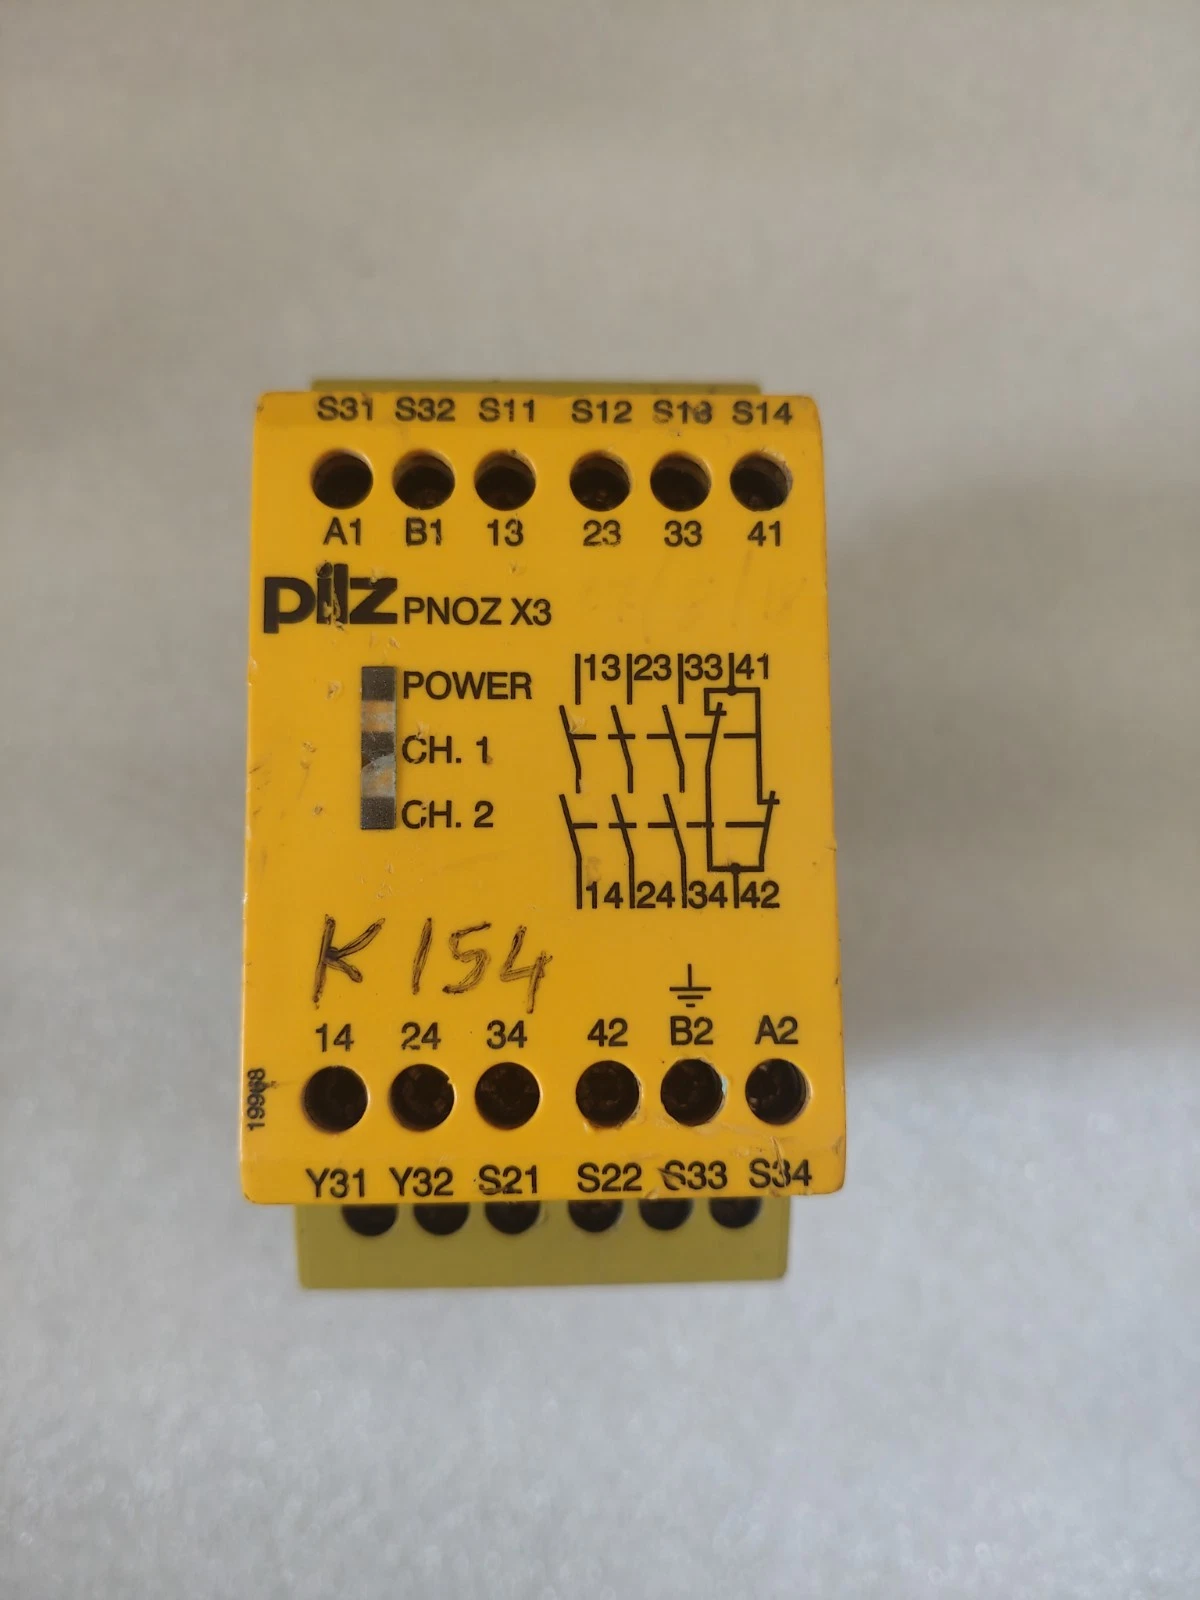 S31 S32 S11 S12 S13 S14
A1 B1 13 23 33 41
pilz PNOZ X3
13 23 33 41
POWER
CH. 1
CH. 2
14 24 34 42
K 154
14 24 34 42 B2 A2
19968
Y31 Y32 S21 S22 S33 S34